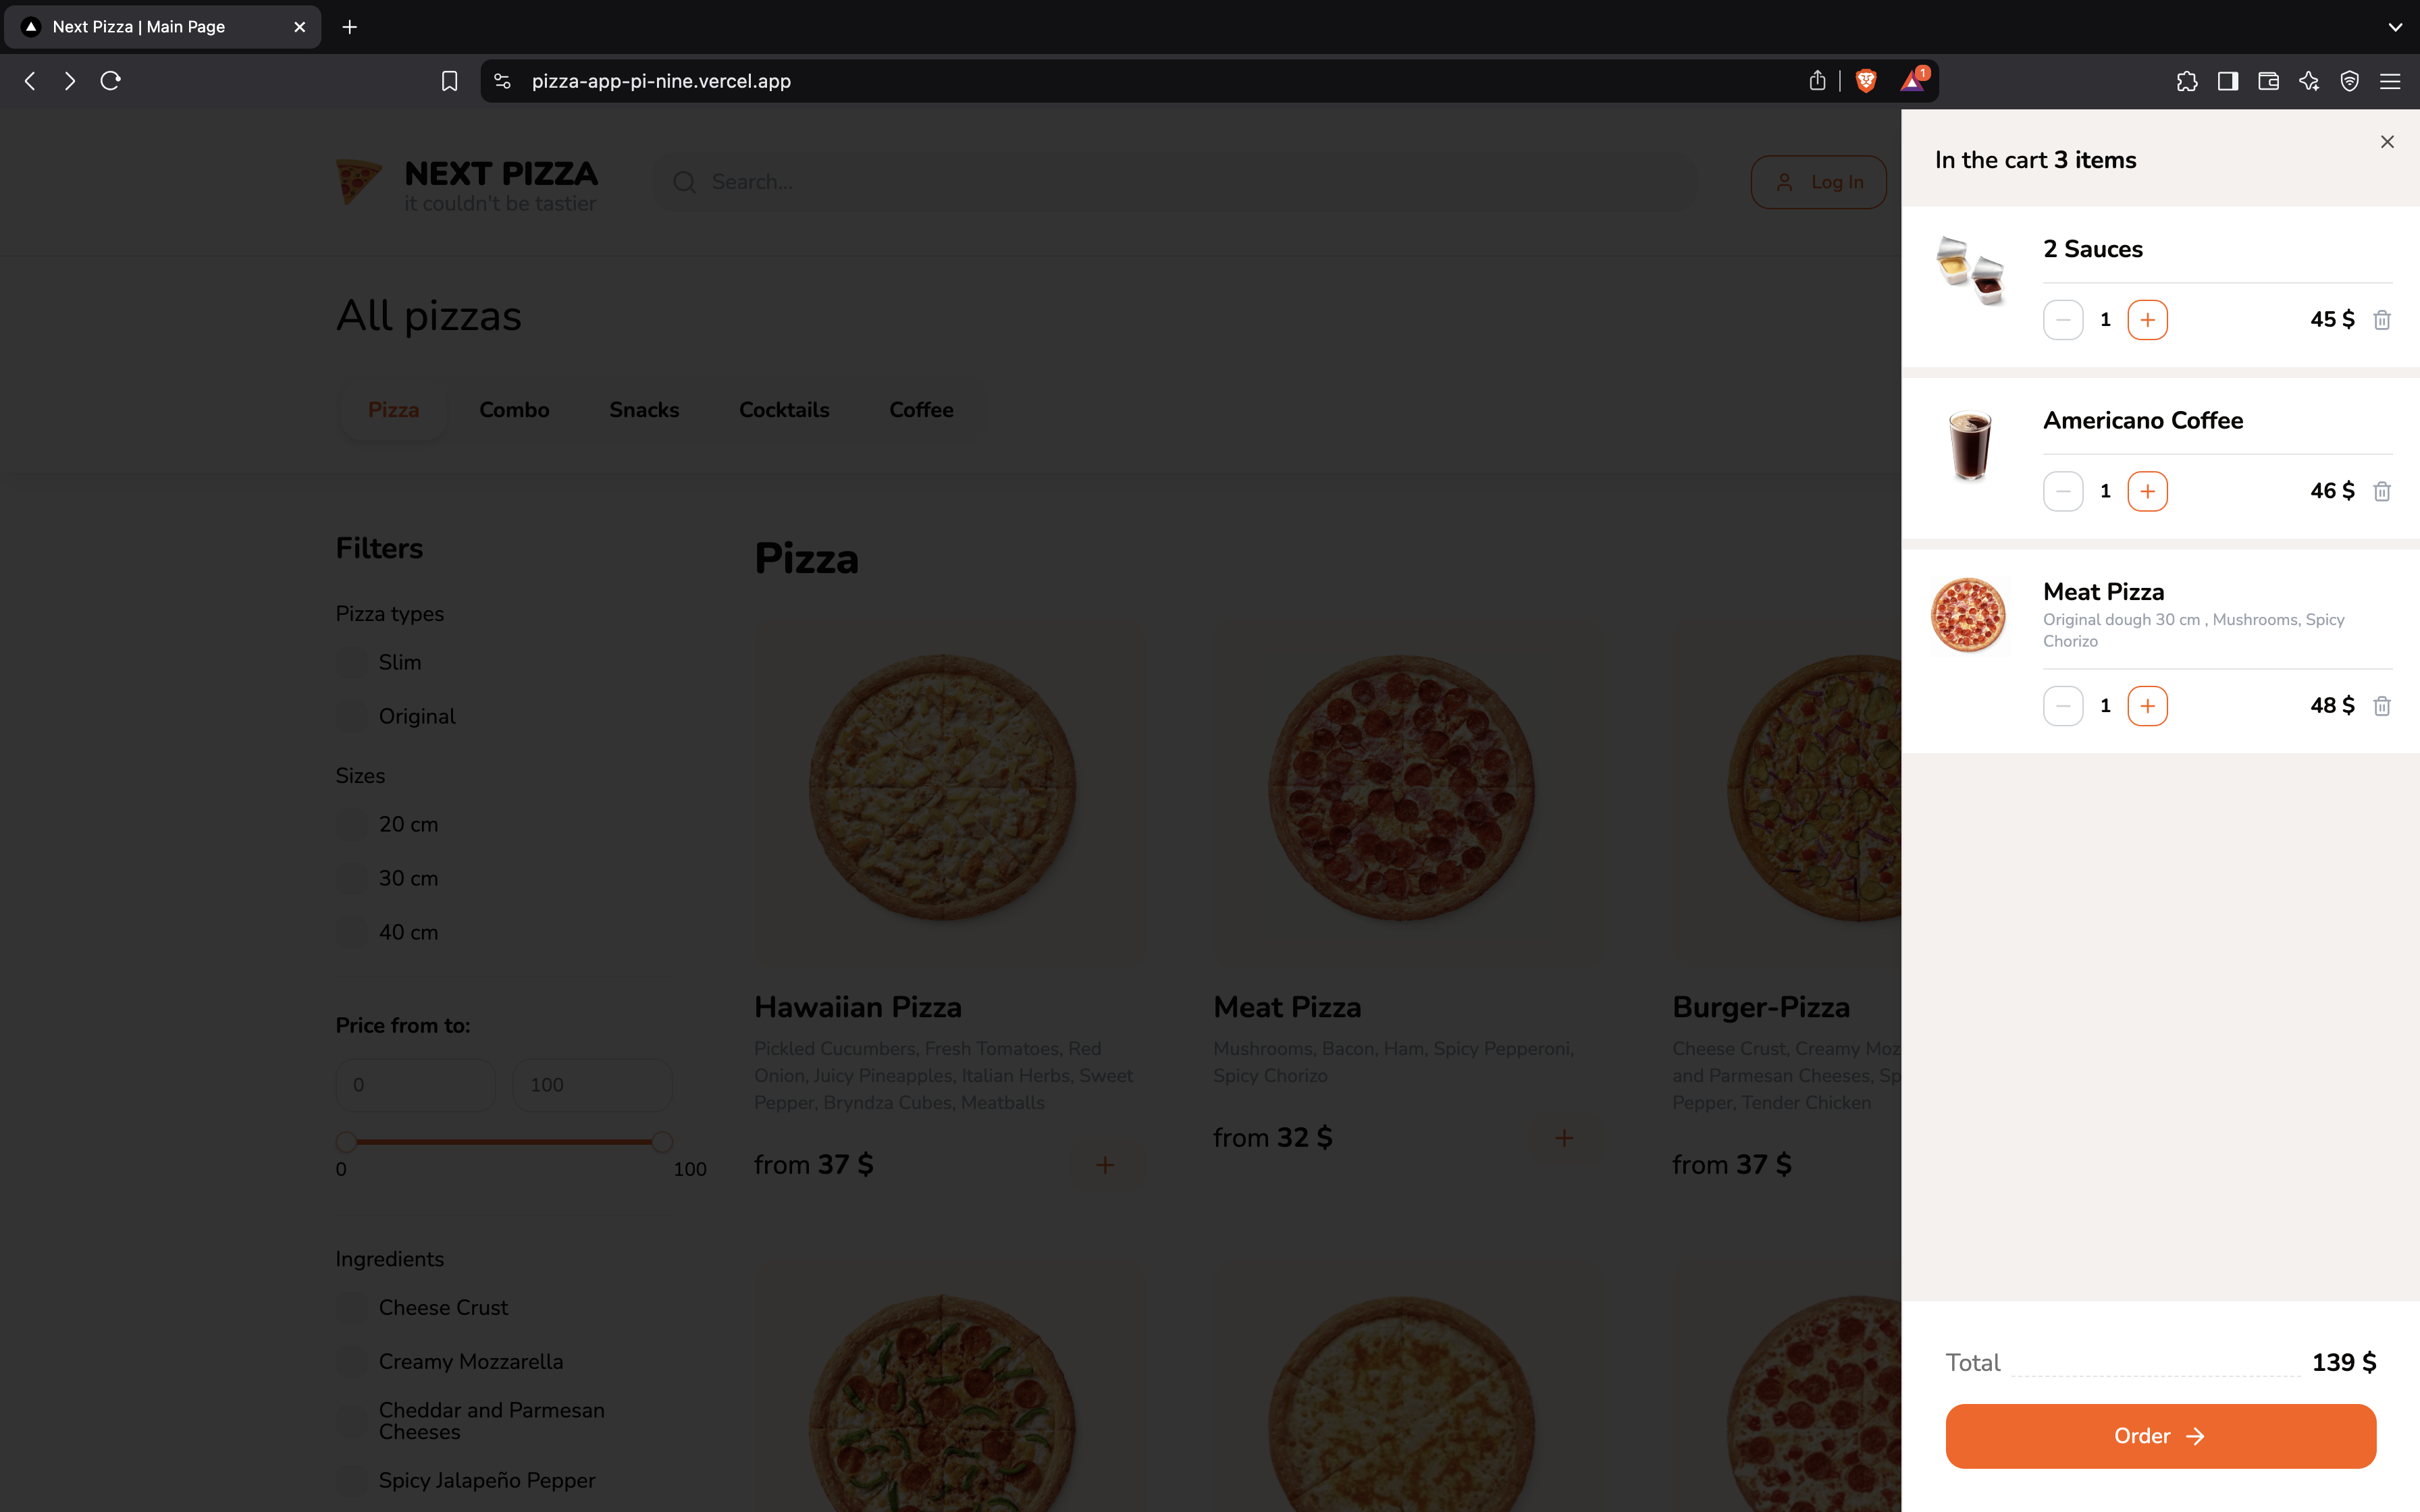 Next Pizza | Main Page
pizza-app-pi-nine.vercel.app
1
NEXT PIZZA
it couldn't be tastier
Search...
Log In
All pizzas
Pizza
Combo
Snacks
Cocktails
Coffee
Filters
Pizza types
Slim
Original
Sizes
20 cm
30 cm
40 cm
Price from to:
0
100
0
100
Ingredients
Cheese Crust
Creamy Mozzarella
Cheddar and Parmesan
Cheeses
Spicy Jalapeño Pepper
Pizza
Hawaiian Pizza
Pickled Cucumbers, Fresh Tomatoes, Red
Onion, Juicy Pineapples, Italian Herbs, Sweet
Pepper, Bryndza Cubes, Meatballs
from 37 $
Meat Pizza
Mushrooms, Bacon, Ham, Spicy Pepperoni,
Spicy Chorizo
from 32 $
Burger-Pizza
Cheese Crust, Creamy Moz
and Parmesan Cheeses, Sp
Pepper, Tender Chicken
from 37 $
In the cart 3 items
2 Sauces
1
45 $
Americano Coffee
1
46 $
Meat Pizza
Original dough 30 cm , Mushrooms, Spicy
Chorizo
1
48 $
Total
139 $
Order